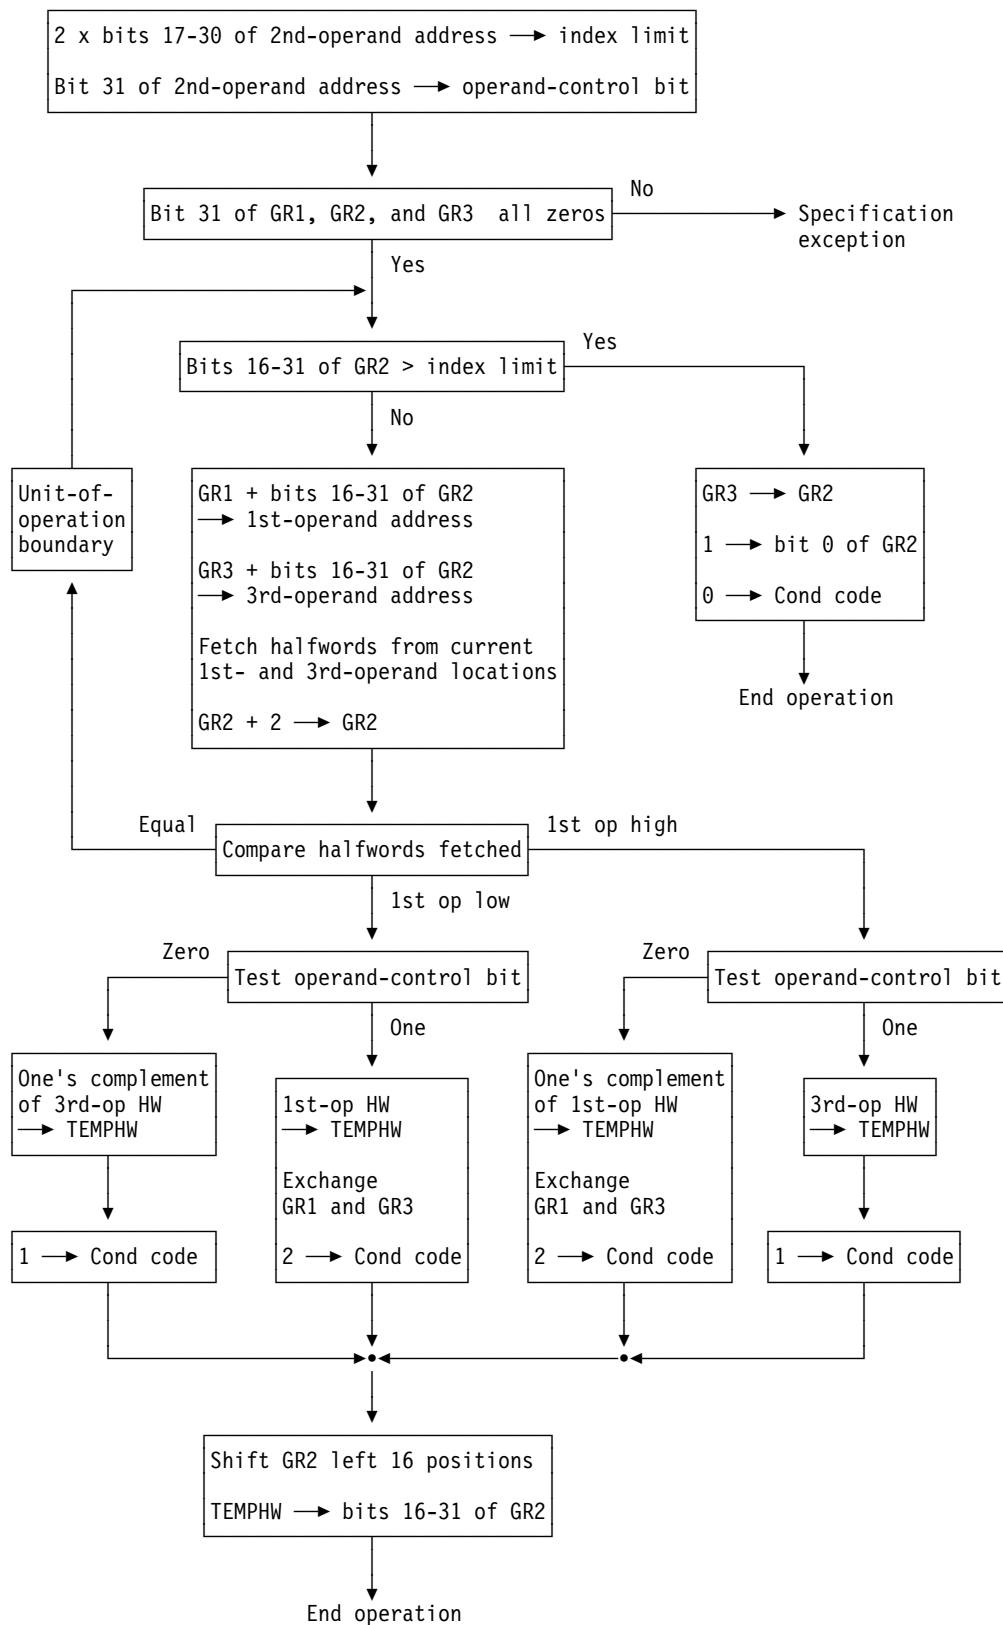 2 x bits 17-30 of 2nd-operand address → index limit
Bit 31 of 2nd-operand address → operand-control bit
No
Bit 31 of GR1, GR2, and GR3  all zeros
Specification
exception
Yes
Yes
Bits 16-31 of GR2 > index limit
No
Unit-of-
operation
boundary
GR1 + bits 16-31 of GR2
→ 1st-operand address
GR3 + bits 16-31 of GR2
→ 3rd-operand address
Fetch halfwords from current
1st- and 3rd-operand locations
GR2 + 2 → GR2
GR3 → GR2
1 → bit 0 of GR2
0 → Cond code
End operation
Equal
1st op high
Compare halfwords fetched
1st op low
Zero
Test operand-control bit
One
Zero
Test operand-control bit
One
One's complement
of 3rd-op HW
→ TEMPHW
1 → Cond code
1st-op HW
→ TEMPHW
Exchange
GR1 and GR3
2 → Cond code
One's complement
of 1st-op HW
→ TEMPHW
Exchange
GR1 and GR3
2 → Cond code
3rd-op HW
→ TEMPHW
1 → Cond code
Shift GR2 left 16 positions
TEMPHW → bits 16-31 of GR2
End operation